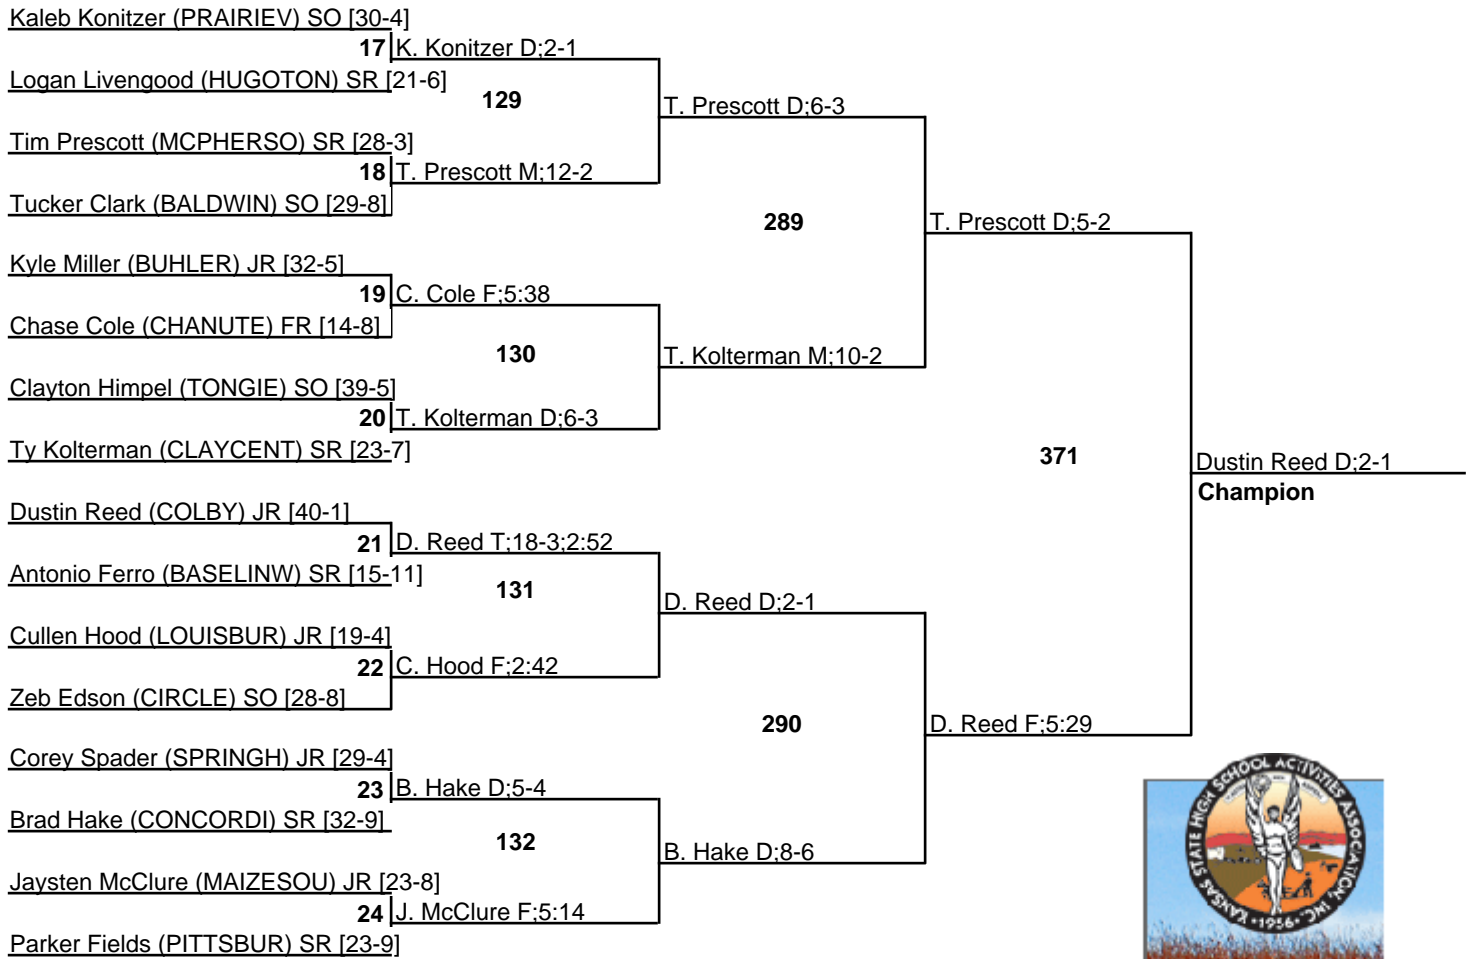 Kaleb Konitzer (PRAIRIEV) SO [30-4]
17 K. Konitzer D;2-1
Logan Livengood (HUGOTON) SR [21-6]
129
T. Prescott D;6-3
Tim Prescott (MCPHERSO) SR [28-3]
18 T. Prescott M;12-2
Tucker Clark (BALDWIN) SO [29-8]
289
T. Prescott D;5-2
Kyle Miller (BUHLER) JR [32-5]
19 C. Cole F;5:38
Chase Cole (CHANUTE) FR [14-8]
130
T. Kolterman M;10-2
Clayton Himpel (TONGIE) SO [39-5]
20 T. Kolterman D;6-3
Ty Kolterman (CLAYCENT) SR [23-7]
371
Dustin Reed D;2-1
Champion
Dustin Reed (COLBY) JR [40-1]
21 D. Reed T;18-3;2:52
Antonio Ferro (BASELINW) SR [15-11]
131
D. Reed D;2-1
Cullen Hood (LOUISBUR) JR [19-4]
22 C. Hood F;2:42
Zeb Edson (CIRCLE) SO [28-8]
290
D. Reed F;5:29
Corey Spader (SPRINGH) JR [29-4]
23 B. Hake D;5-4
Brad Hake (CONCORDI) SR [32-9]
132
B. Hake D;8-6
Jaysten McClure (MAIZESOU) JR [23-8]
24 J. McClure F;5:14
Parker Fields (PITTSBUR) SR [23-9]
KANSAS STATE HIGH SCHOOL ACTIVITIES ASSOCIATION, INC.
•1956•